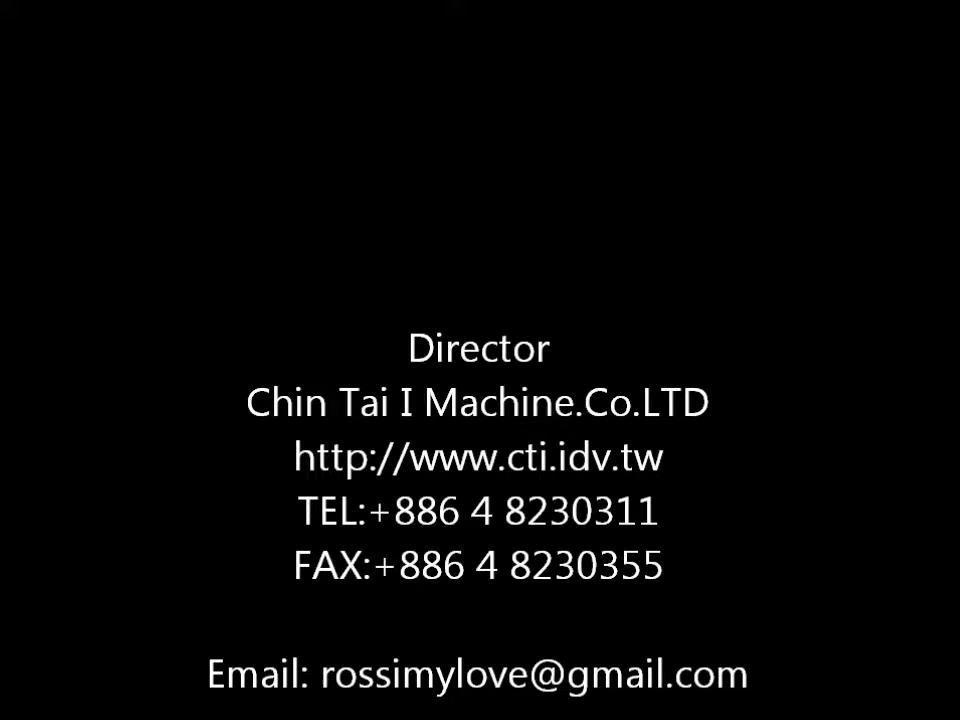 Director
Chin Tai I Machine.Co.LTD
http://www.cti.idv.tw
TEL:+886 4 8230311
FAX:+886 4 8230355
Email: rossimylove@gmail.com